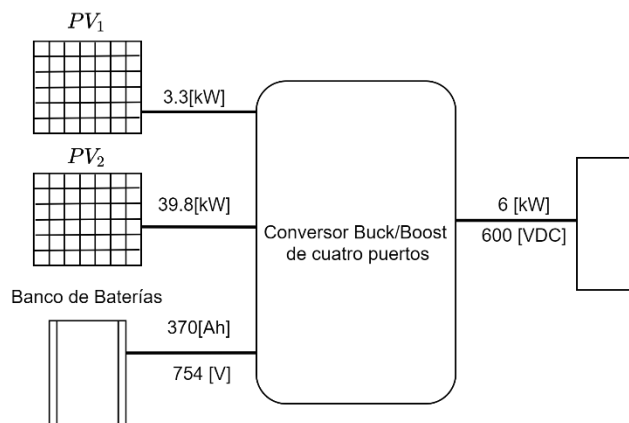 PV₁
3.3[kW]
PV₂
39.8[kW]
Conversor Buck/Boost
de cuatro puertos
6 [kW]
600 [VDC]
Banco de Baterías
370[Ah]
754 [V]